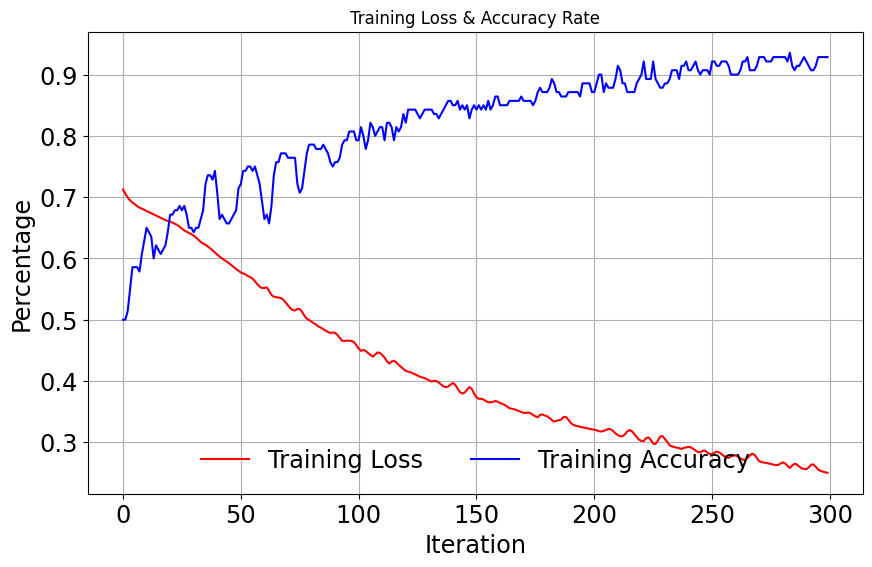 Training Loss & Accuracy Rate
Percentage
0.9
0.8
0.7
0.6
0.5
0.4
0.3
Training Loss
Training Accuracy
0 50 100 150 200 250 300
Iteration